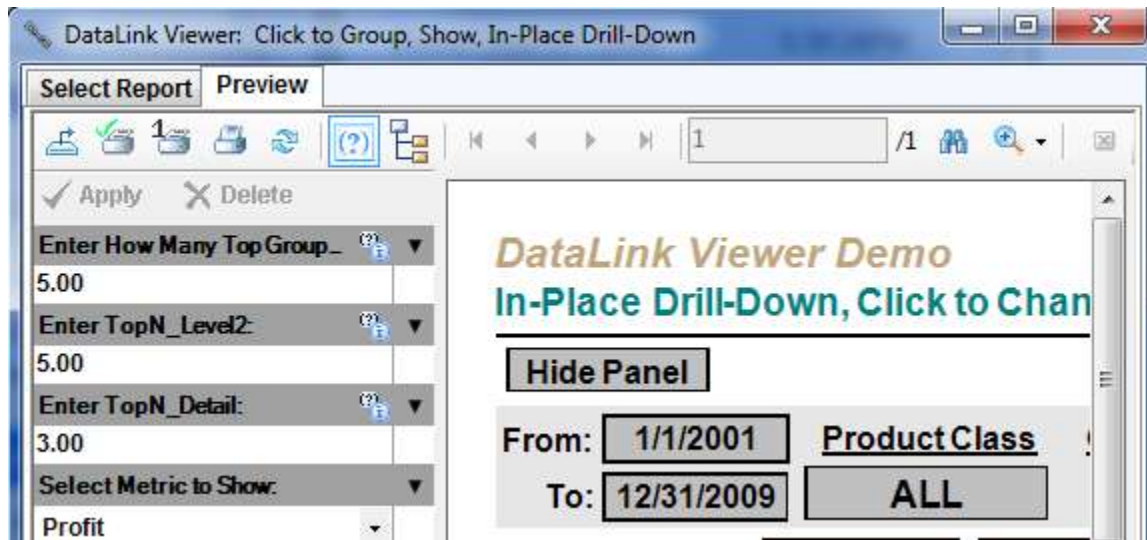 DataLink Viewer: Click to Group, Show, In-Place Drill-Down
Select Report Preview
1 (?) 1 /1
Apply Delete
Enter How Many Top Group_
5.00
Enter TopN_Level2:
5.00
Enter TopN_Detail:
3.00
Select Metric to Show:
Profit
DataLink Viewer Demo
In-Place Drill-Down, Click to Chan
Hide Panel
From: 1/1/2001 Product Class
To: 12/31/2009 ALL